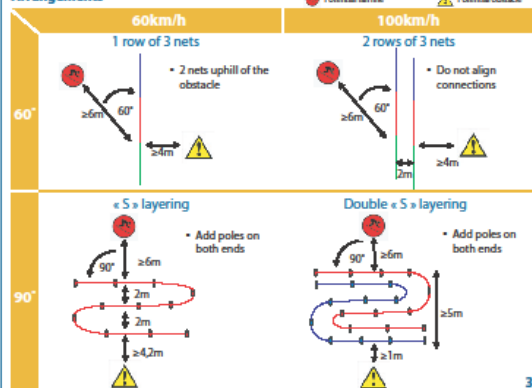 60km/h
100km/h
60°
1 row of 3 nets
• 2 nets uphill of the
obstacle
≥6m
60°
≥4m
2 rows of 3 nets
• Do not align
connections
≥6m
60°
≥4m
2m
90°
« S » layering
• Add poles on
both ends
90°
≥6m
2m
2m
≥4,2m
Double « S » layering
• Add poles on
both ends
90°
≥6m
≥5m
≥1m
3